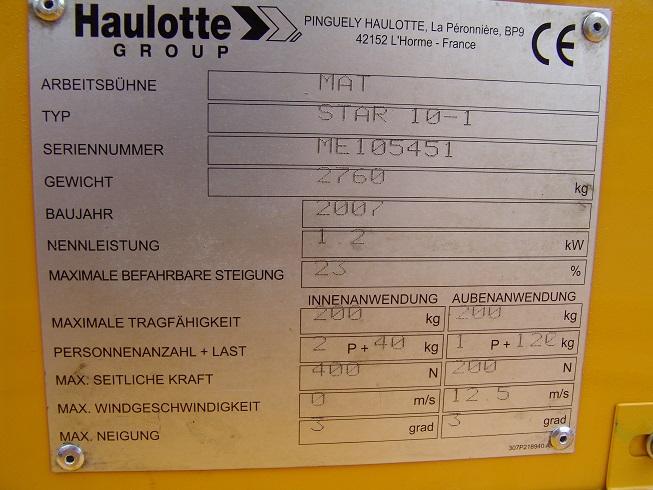 Haulotte
GROUP
PINGUELY HAULOTTE, La Péronnière, BP9
42152 L'Horme - France
CE
ARBEITSBÜHNE MAT
TYP STAR 10-1
SERIENNUMMER ME105451
GEWICHT 2760 kg
BAUJAHR 2007
NENNLEISTUNG 1.2 kW
MAXIMALE BEFAHRBARE STEIGUNG 23 %
INNENANWENDUNG AUBENANWENDUNG
MAXIMALE TRAGFÄHIGKEIT 200 kg 200 kg
PERSONNENANZAHL + LAST 2 P + 40 kg 1 P + 120 kg
MAX. SEITLICHE KRAFT 400 N 200 N
MAX. WINDGESCHWINDIGKEIT 0 m/s 12.5 m/s
MAX. NEIGUNG 3 grad 3 grad